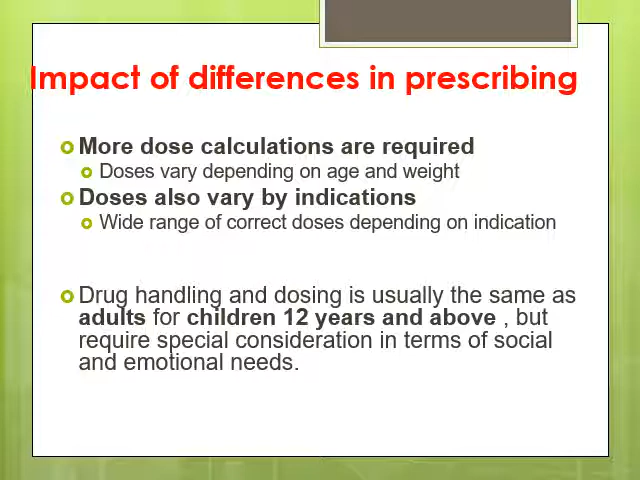 Impact of differences in prescribing
More dose calculations are required
Doses vary depending on age and weight
Doses also vary by indications
Wide range of correct doses depending on indication
Drug handling and dosing is usually the same as
adults for children 12 years and above , but
require special consideration in terms of social
and emotional needs.